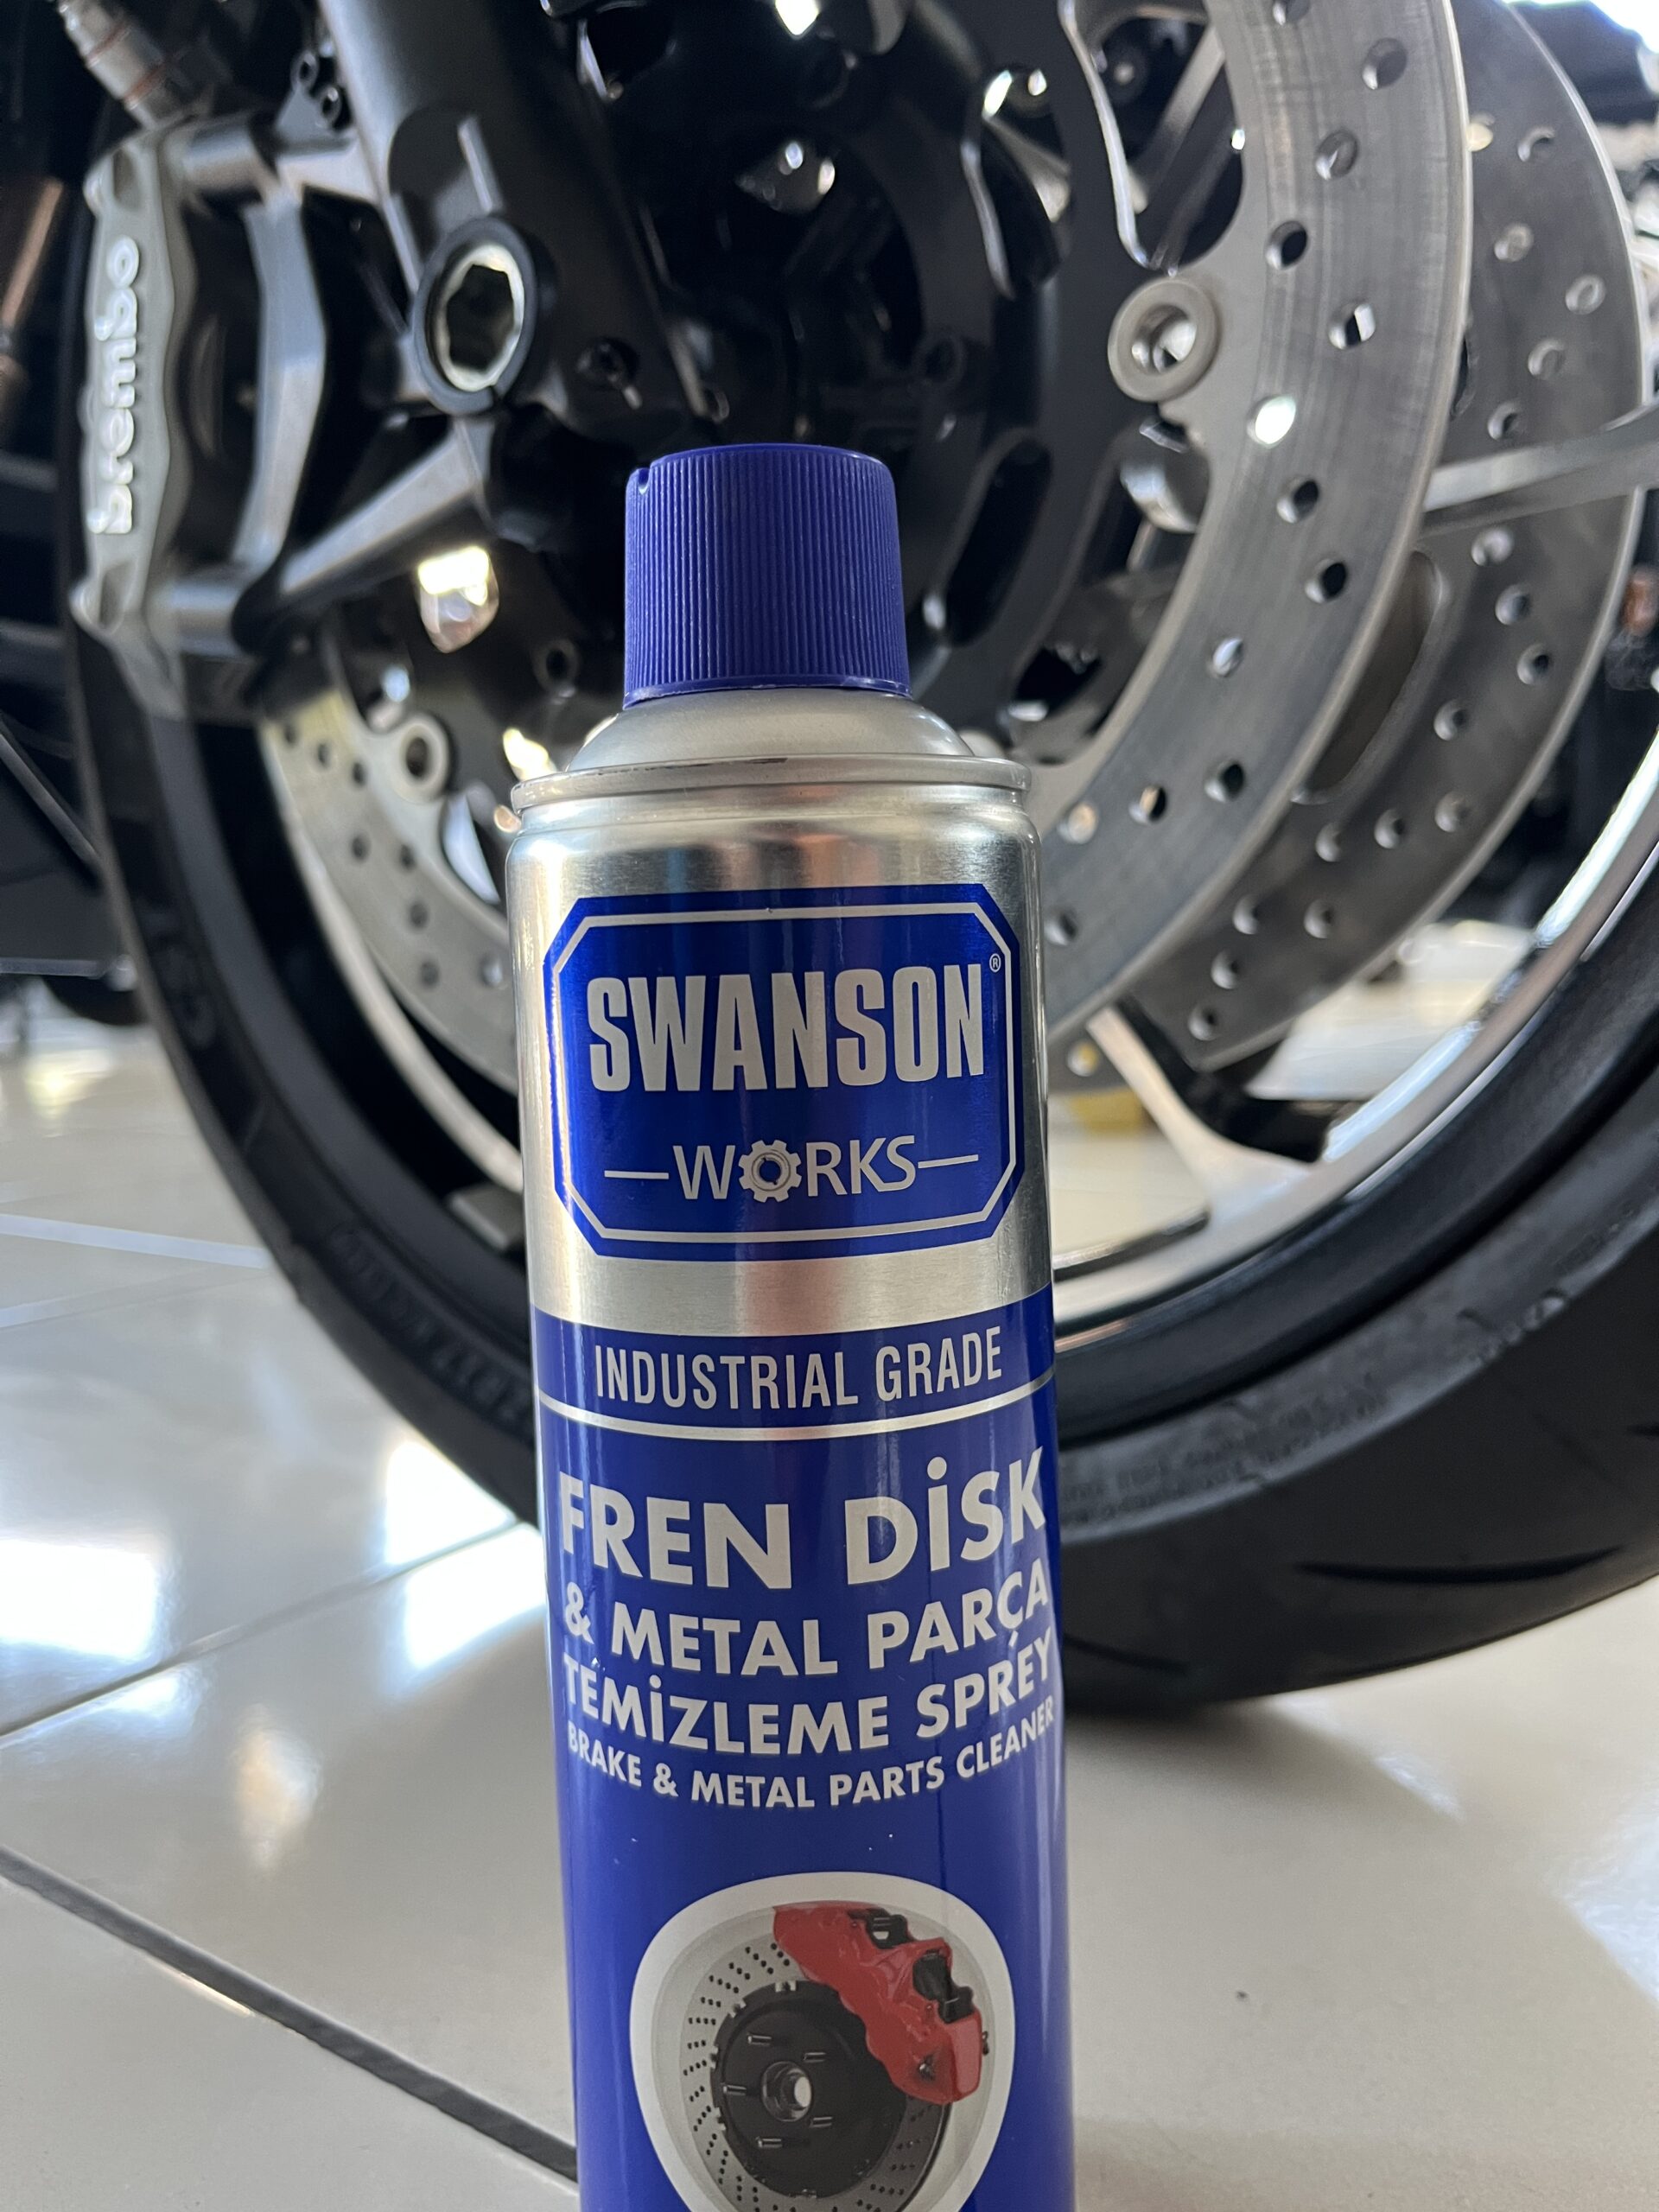 brembo
SWANSON®
WORKS
INDUSTRIAL GRADE
FREN DİSK
& METAL PARÇA
TEMİZLEME SPREY
BRAKE & METAL PARTS CLEANER